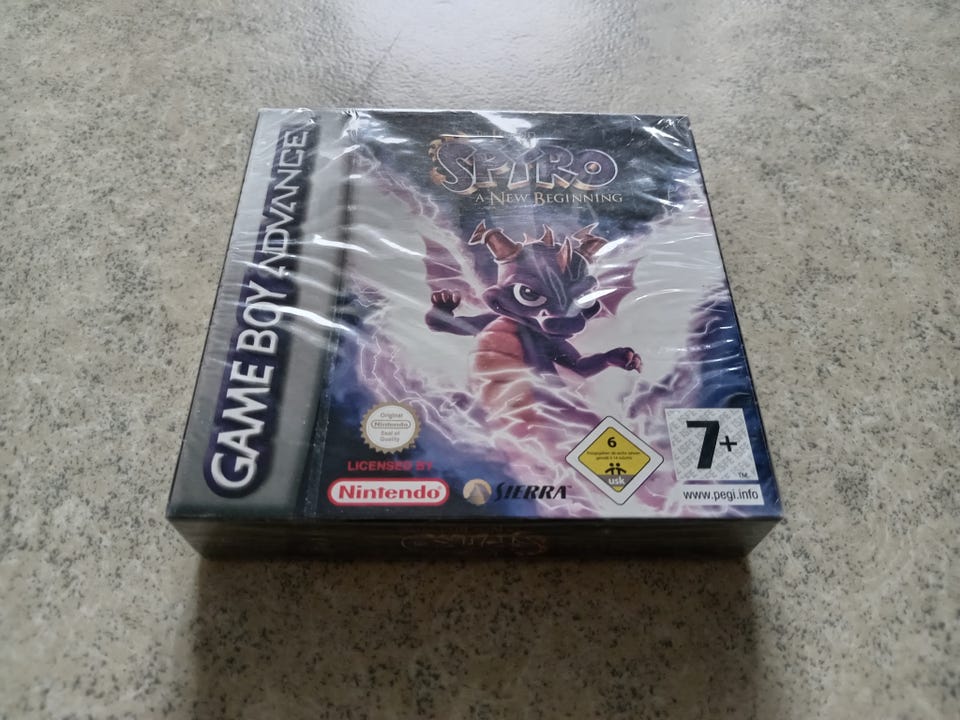 GAME BOY ADVANCE
SPYRO
A NEW BEGINNING
Original
Nintendo
Seal of
Quality
LICENSED BY
Nintendo
SIERRA
6
usk
7+
TM
www.pegi.info